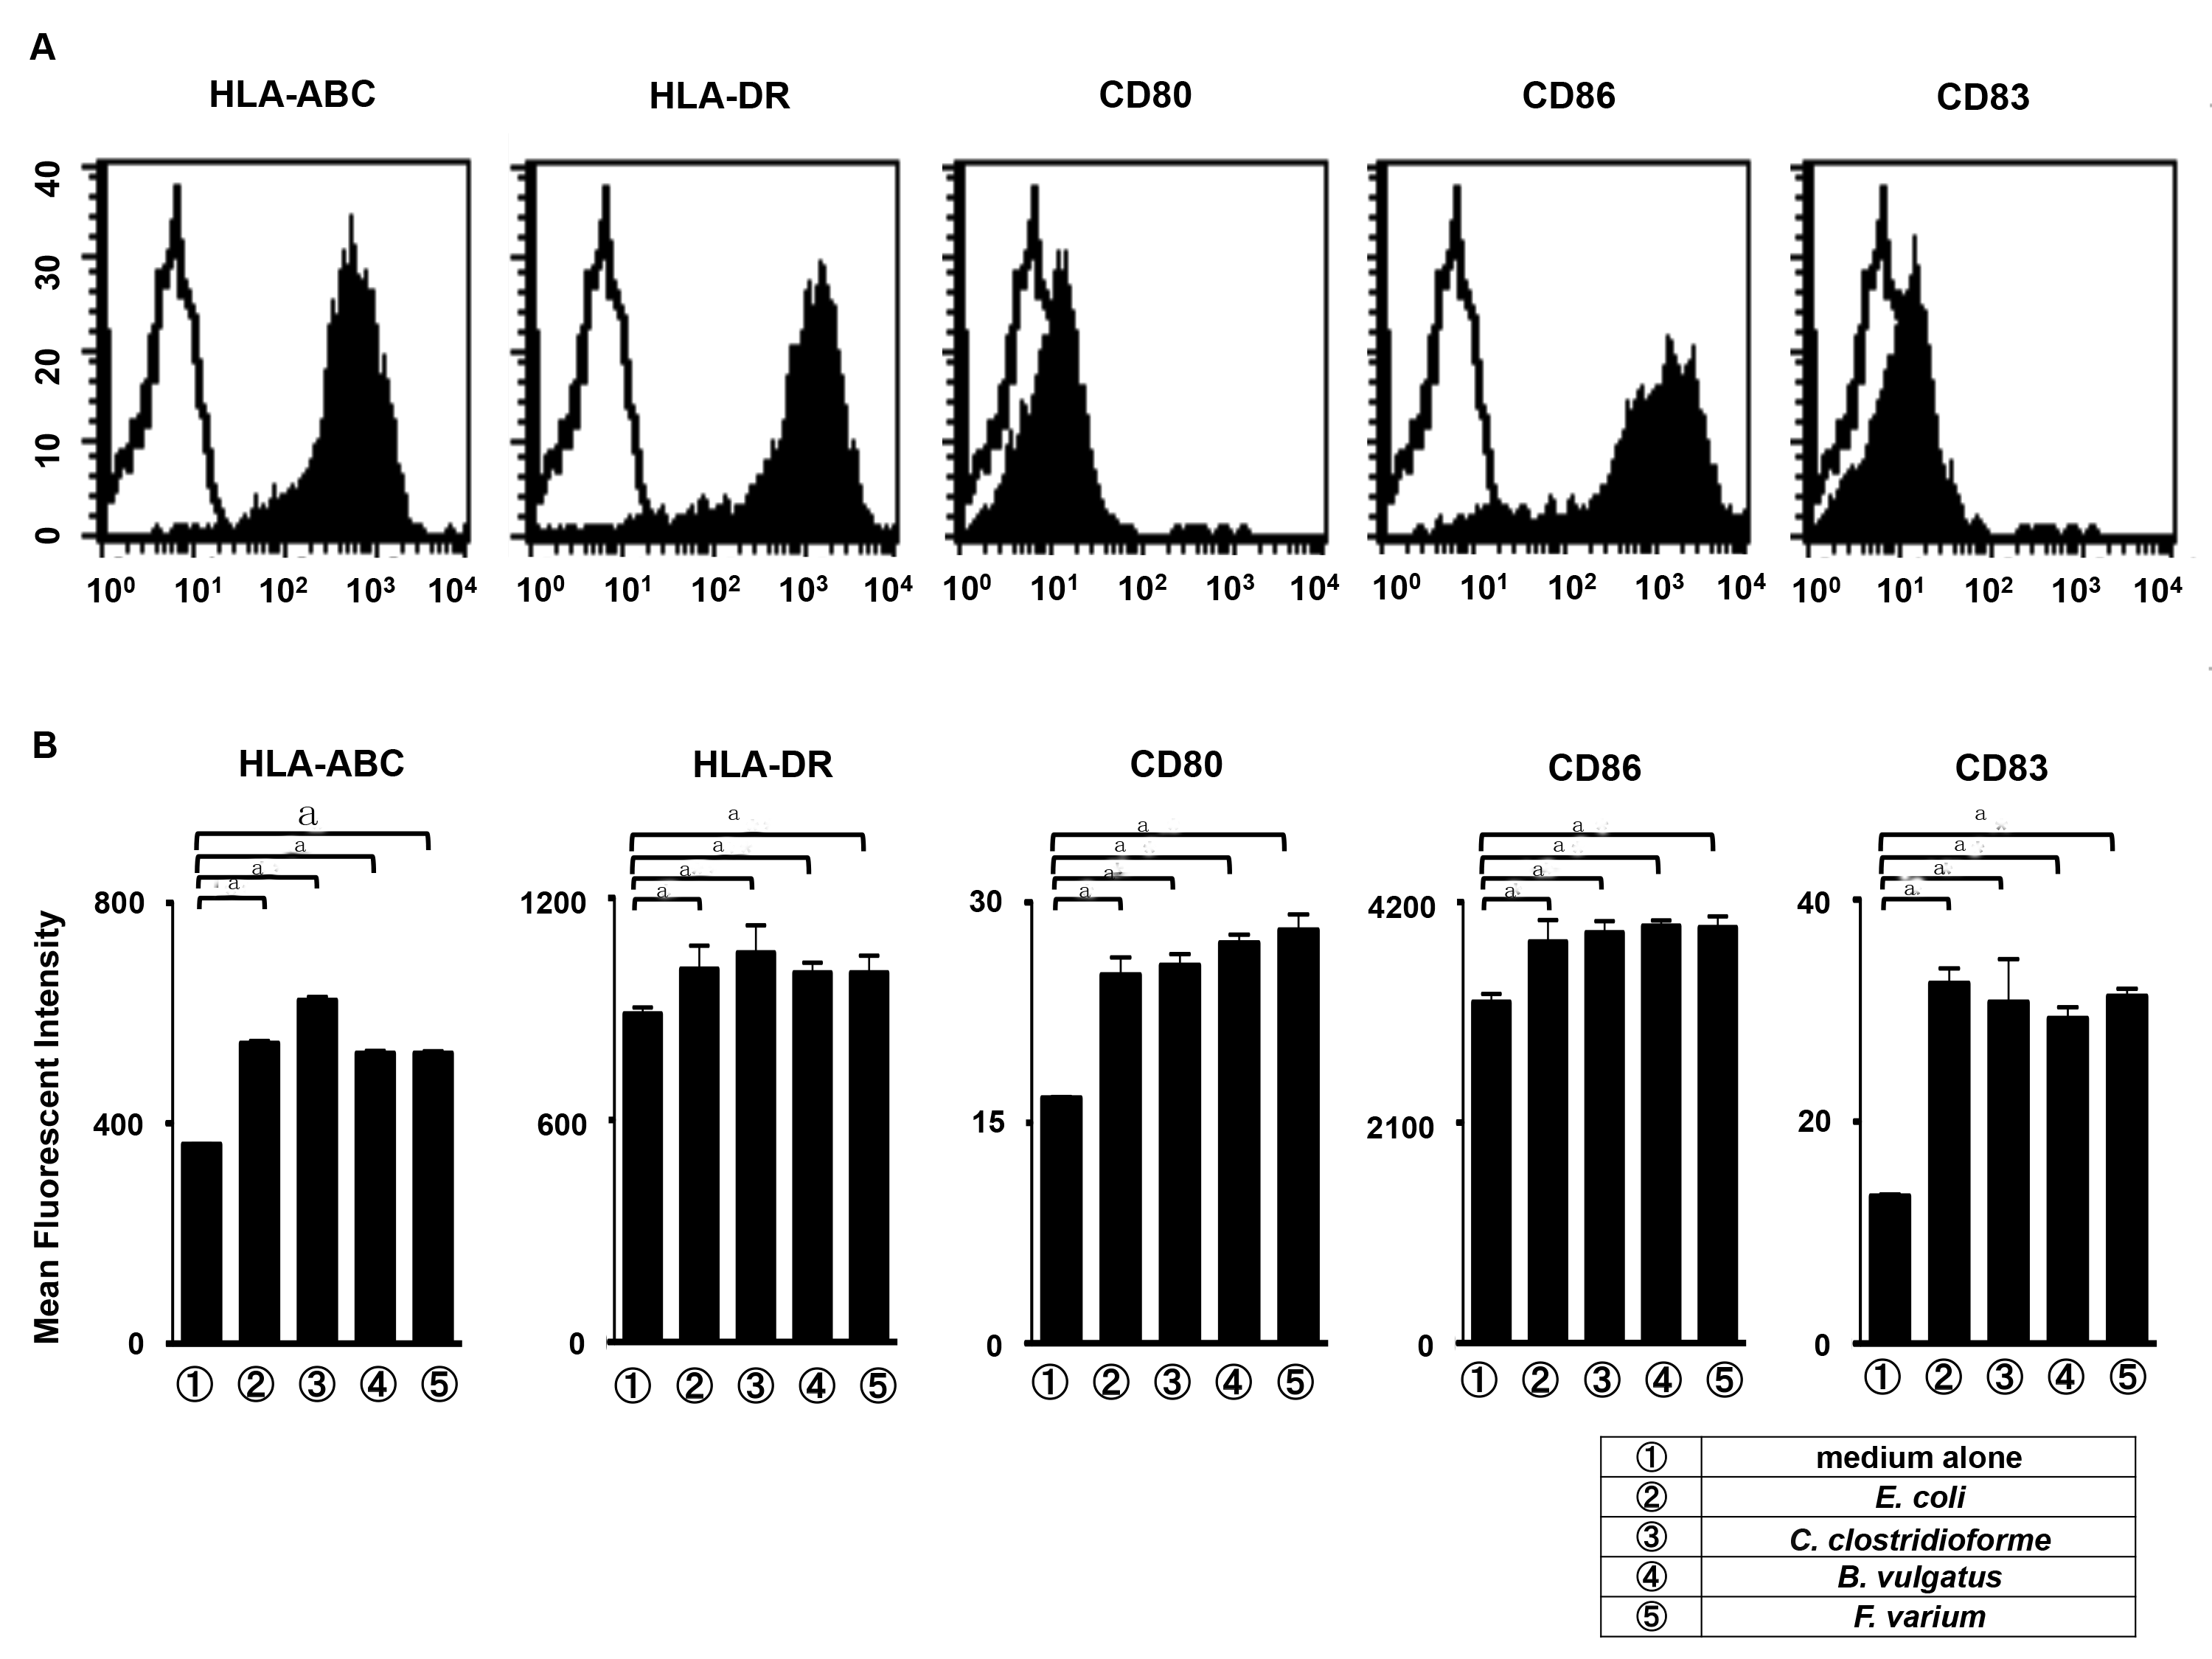 A
HLA-ABC HLA-DR CD80 CD86 CD83
40
30
20
10
0
10⁰ 10¹ 10² 10³ 10⁴ 10⁰ 10¹ 10² 10³ 10⁴ 10⁰ 10¹ 10² 10³ 10⁴ 10⁰ 10¹ 10² 10³ 10⁴ 10⁰ 10¹ 10² 10³ 10⁴
B
HLA-ABC HLA-DR CD80 CD86 CD83
a a a a a
a a a a a
a a a a a
a a a a a
Mean Fluorescent Intensity
800 1200 30 4200 40
400 600 15 2100 20
0 0 0 0 0
① ② ③ ④ ⑤ ① ② ③ ④ ⑤ ① ② ③ ④ ⑤ ① ② ③ ④ ⑤ ① ② ③ ④ ⑤
① medium alone
② E. coli
③ C. clostridioforme
④ B. vulgatus
⑤ F. varium